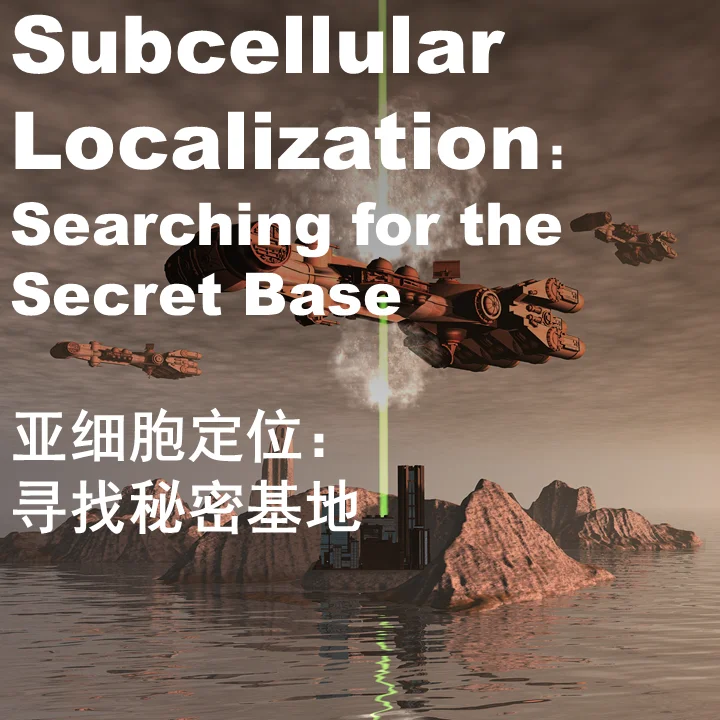 Subcellular
Localization：
Searching for the
Secret Base
亚细胞定位：
寻找秘密基地